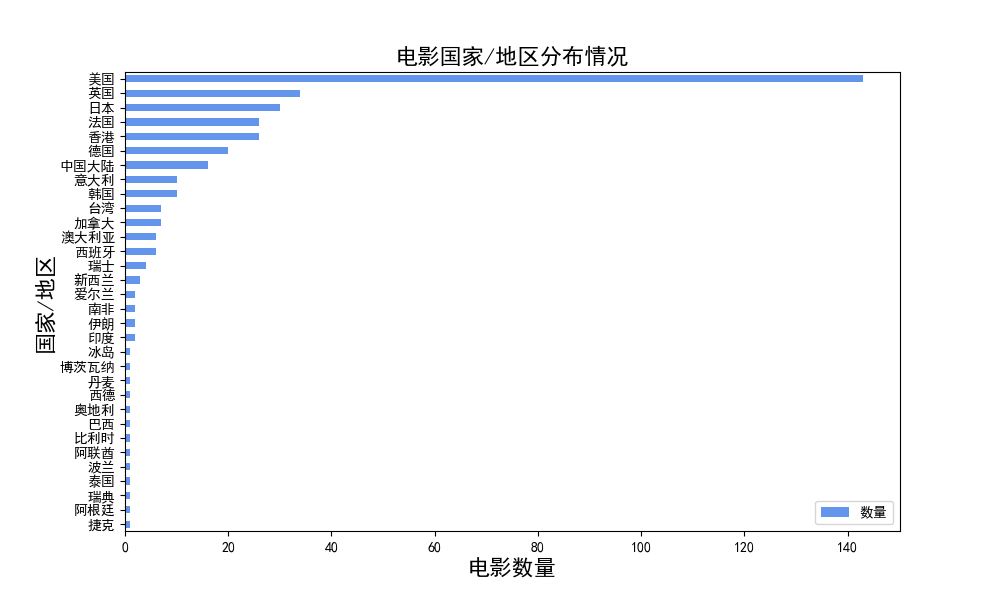 电影国家/地区分布情况
美国
英国
日本
法国
香港
德国
中国大陆
意大利
韩国
台湾
加拿大
澳大利亚
西班牙
瑞士
新西兰
爱尔兰
南非
伊朗
印度
冰岛
博茨瓦纳
丹麦
西德
奥地利
巴西
比利时
阿联酋
波兰
泰国
瑞典
阿根廷
捷克
国家/地区
数量
0 20 40 60 80 100 120 140
电影数量